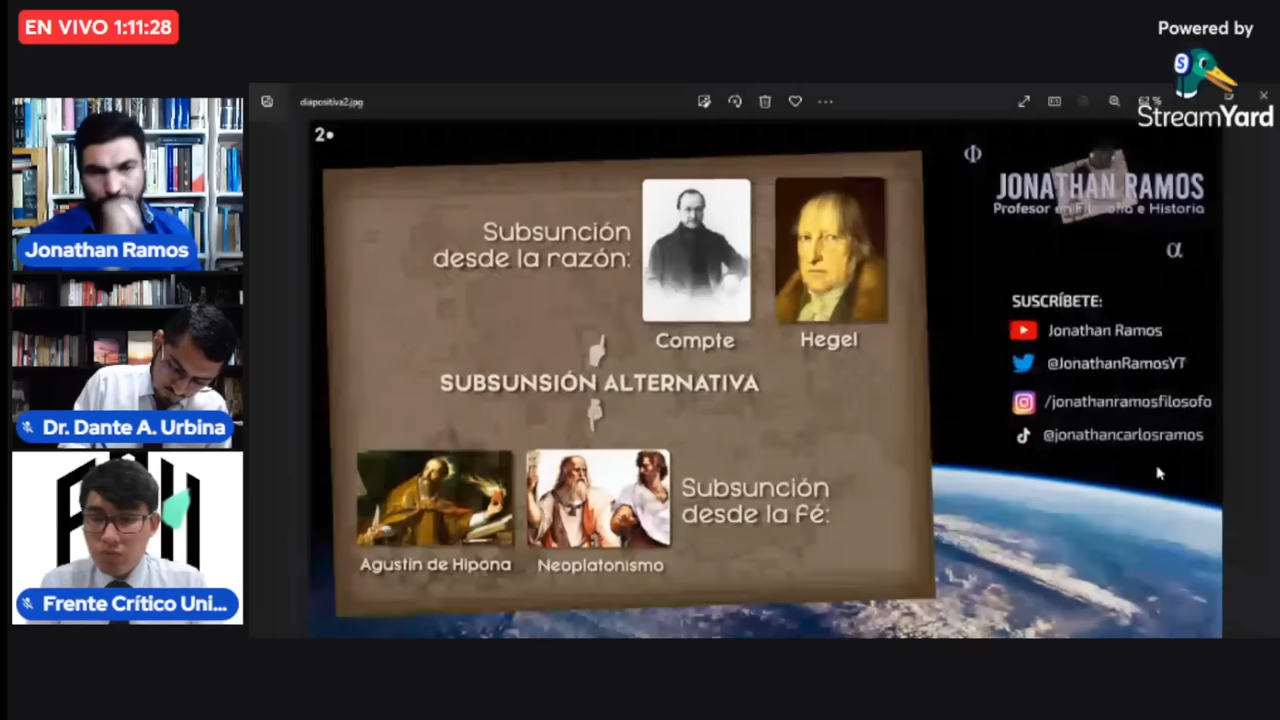 EN VIVO 1:11:28
Powered by
StreamYard
diapositiva2.jpg
2•
Φ
JONATHAN RAMOS
Profesor en Filosofía e Historia
α
Jonathan Ramos
Dr. Dante A. Urbina
Frente Crítico Uni...
Subsunción
desde la razón:
Compte
Hegel
SUBSUNSIÓN ALTERNATIVA
Subsunción
desde la Fé:
Agustin de Hipona
Neoplatonismo
SUSCRÍBETE:
Jonathan Ramos
@JonathanRamosYT
/jonathanramosfilosofo
@jonathancarlosramos